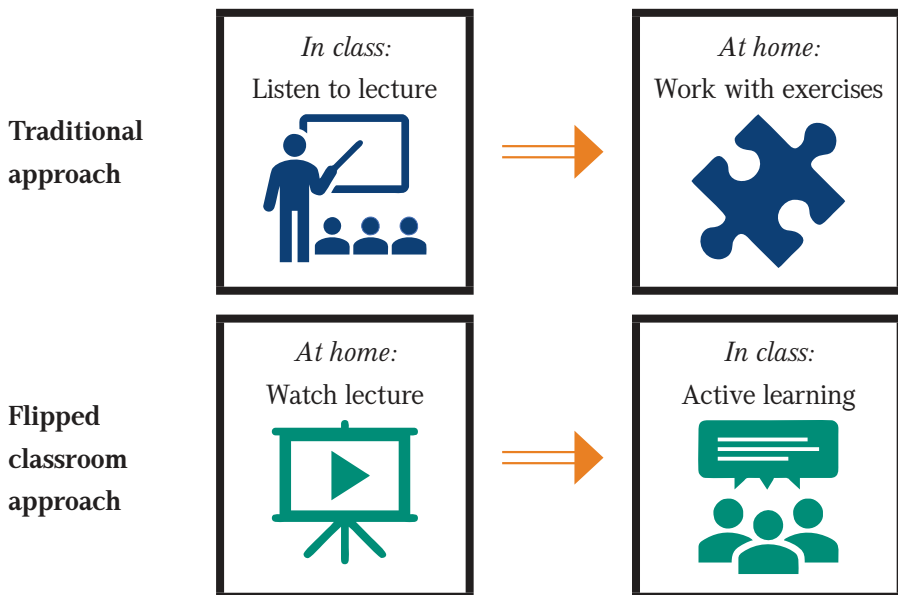 Traditional
approach
In class:
Listen to lecture
At home:
Work with exercises
Flipped
classroom
approach
At home:
Watch lecture
In class:
Active learning